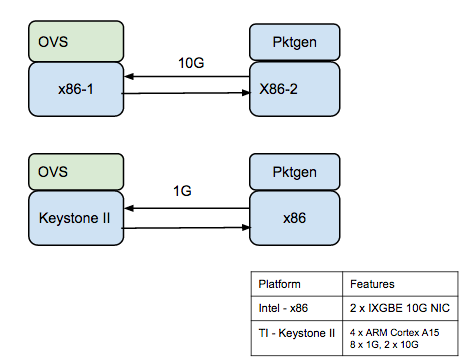 OVS
Pktgen
10G
x86-1
X86-2
OVS
Pktgen
1G
Keystone II
x86
Platform Features
Intel - x86 2 x IXGBE 10G NIC
TI - Keystone II 4 x ARM Cortex A15
8 x 1G, 2 x 10G